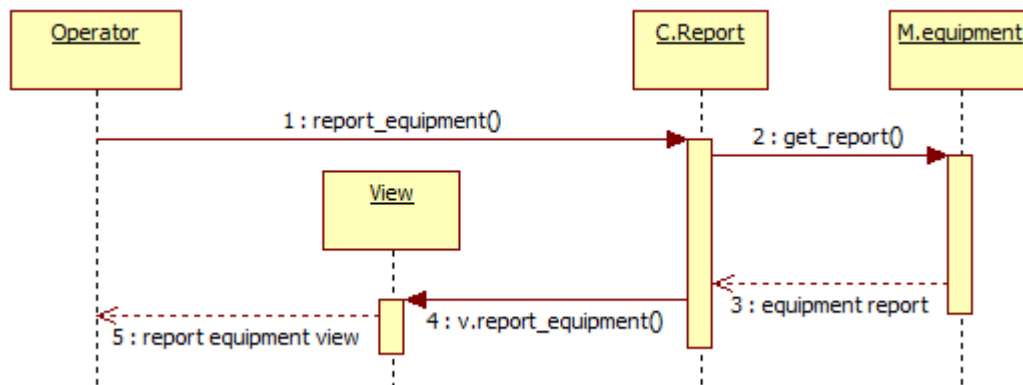 Operator
C.Report
M.equipment
1 : report_equipment()
2 : get_report()
View
3 : equipment report
4 : v.report_equipment()
5 : report equipment view